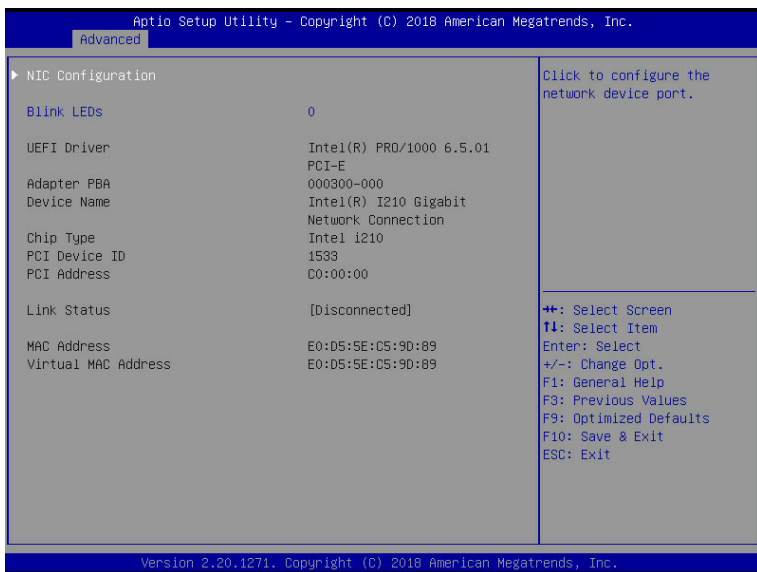 Aptio Setup Utility – Copyright (C) 2018 American Megatrends, Inc.
Advanced
NIC Configuration
Click to configure the
network device port.
Blink LEDs 0
UEFI Driver Intel(R) PRO/1000 6.5.01
PCI-E
Adapter PBA 000300-000
Device Name Intel(R) I210 Gigabit
Network Connection
Chip Type Intel i210
PCI Device ID 1533
PCI Address C0:00:00
Link Status [Disconnected]
MAC Address E0:D5:5E:C5:9D:89
Virtual MAC Address E0:D5:5E:C5:9D:89
→←: Select Screen
↑↓: Select Item
Enter: Select
+/-: Change Opt.
F1: General Help
F3: Previous Values
F9: Optimized Defaults
F10: Save & Exit
ESC: Exit
Version 2.20.1271. Copyright (C) 2018 American Megatrends, Inc.